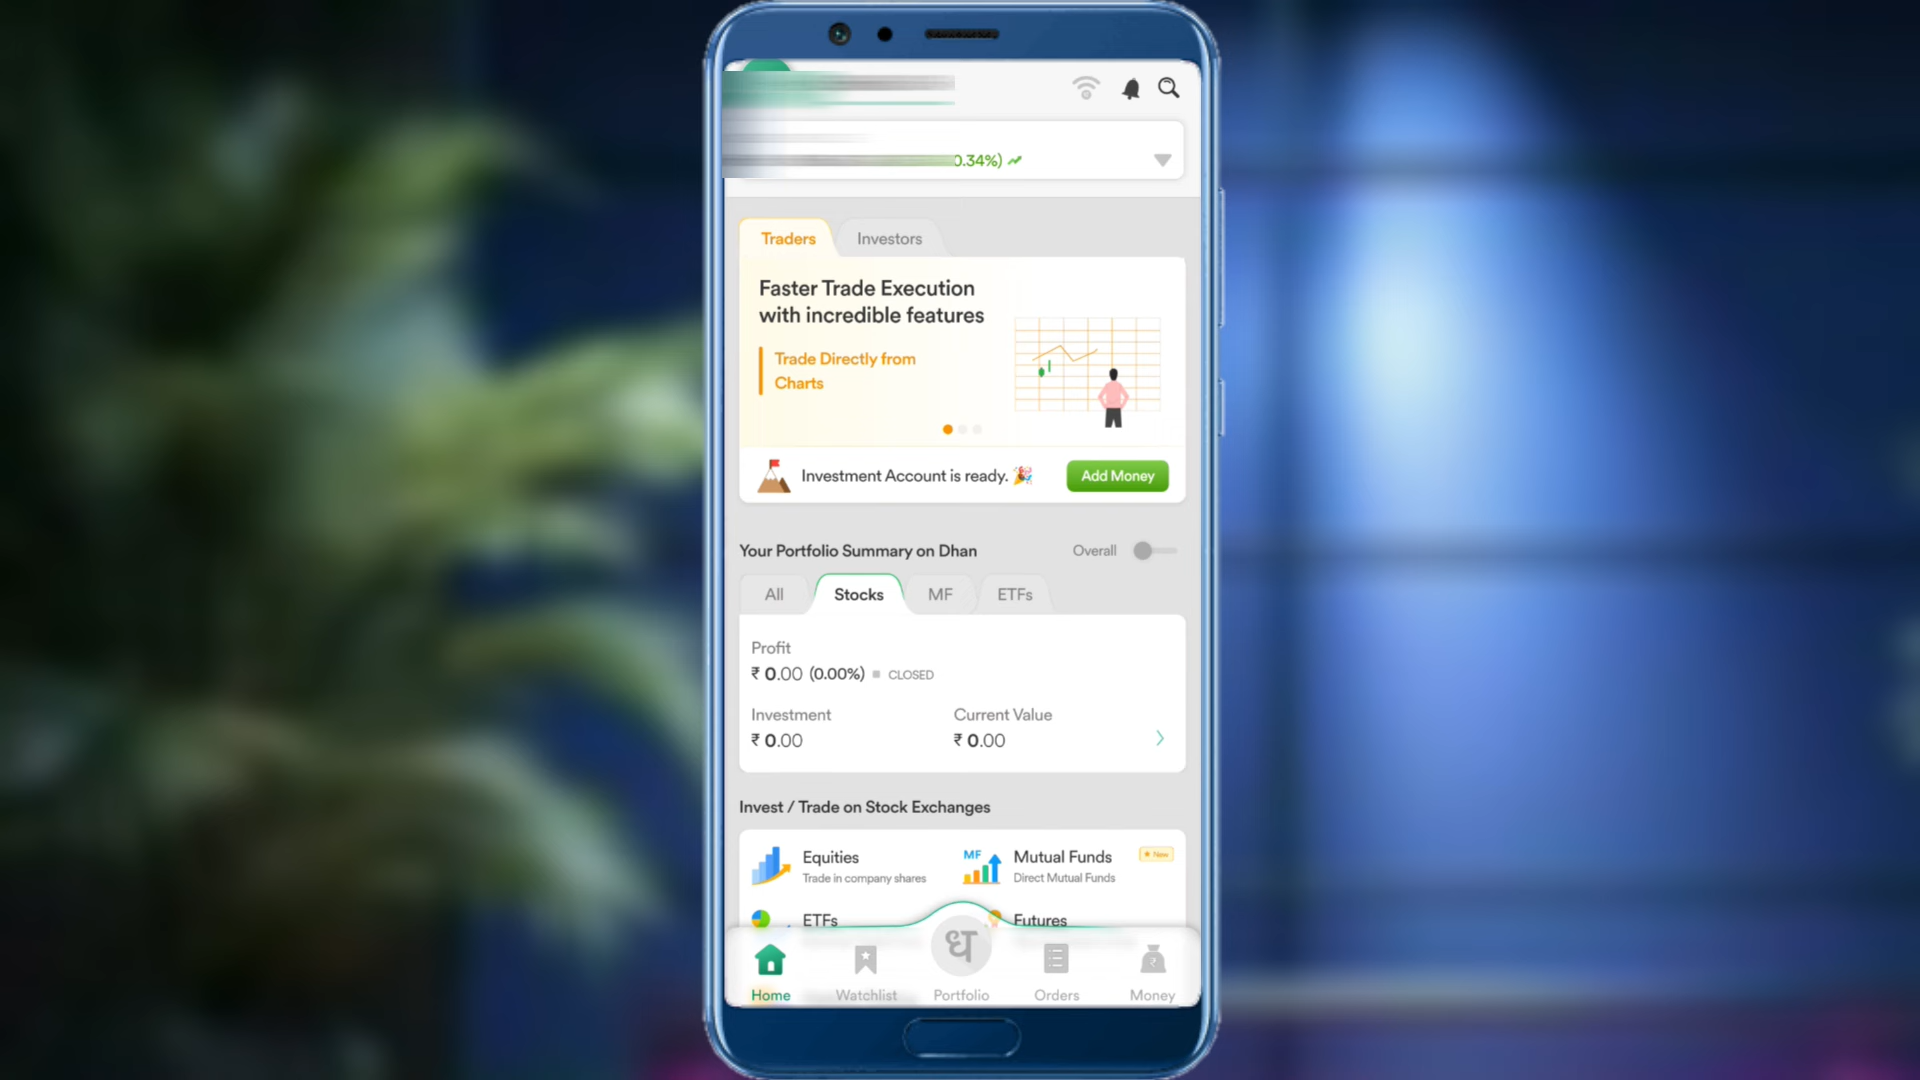 0.34%)
Traders Investors
Faster Trade Execution
with incredible features
Trade Directly from
Charts
Investment Account is ready. Add Money
Your Portfolio Summary on Dhan Overall
All Stocks MF ETFs
Profit
₹ 0.00 (0.00%) CLOSED
Investment Current Value
₹ 0.00 ₹ 0.00
Invest / Trade on Stock Exchanges
Equities MF Mutual Funds New
Trade in company shares Direct Mutual Funds
ETFs Futures
ध
Home Watchlist Portfolio Orders Money